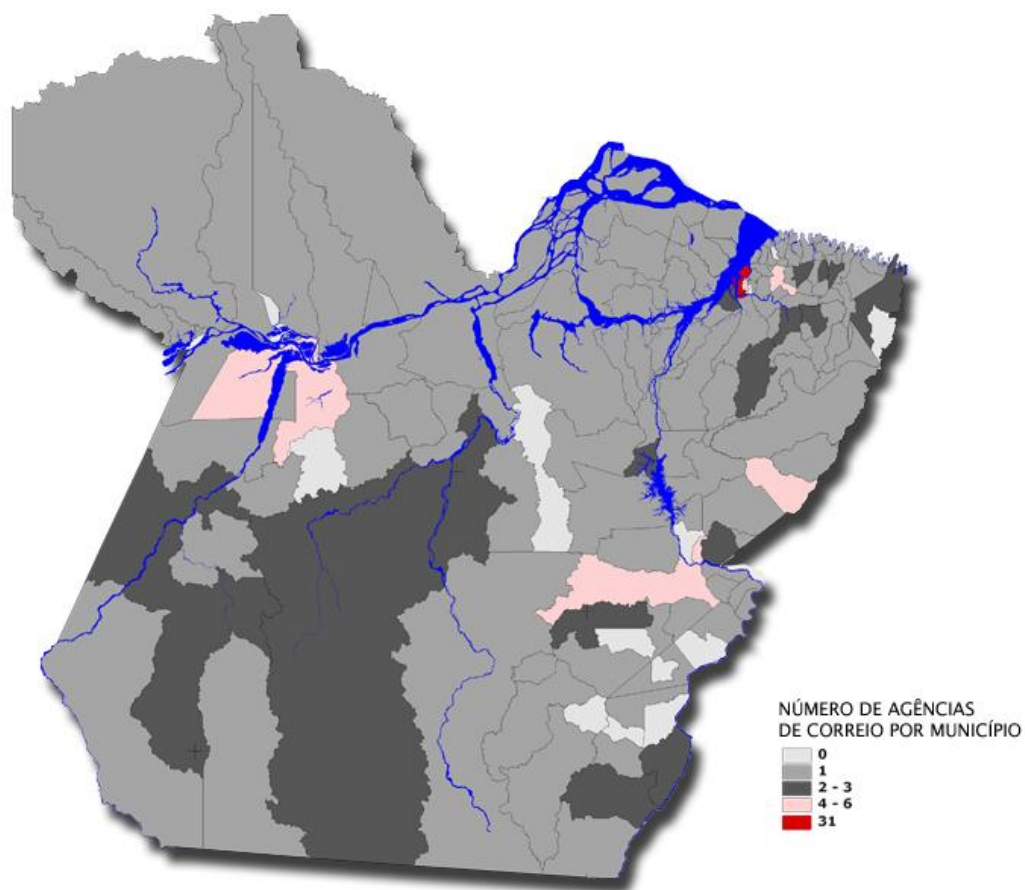 NÚMERO DE AGÊNCIAS
DE CORREIO POR MUNICÍPIO
0
1
2 - 3
4 - 6
31